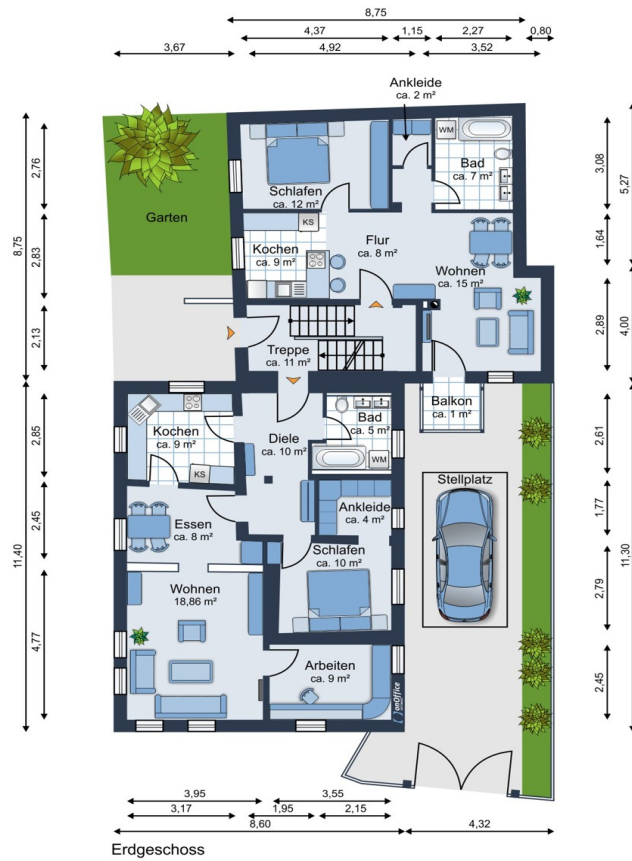 8,75
4,37
1,15
2,27
0,80
3,67
4,92
3,52
Ankleide
ca. 2 m²
WM
Bad
ca. 7 m²
Schlafen
ca. 12 m²
Garten
KS
Kochen
ca. 9 m²
Flur
ca. 8 m²
Wohnen
ca. 15 m²
Treppe
ca. 11 m²
Balkon
ca. 1 m²
8,75
2,76
2,83
2,13
3,08
1,64
2,89
5,27
4,00
Kochen
ca. 9 m²
KS
Diele
ca. 10 m²
Bad
ca. 5 m²
WM
Stellplatz
Essen
ca. 8 m²
Ankleide
ca. 4 m²
Schlafen
ca. 10 m²
Wohnen
18,86 m²
Arbeiten
ca. 9 m²
onOffice
11,40
2,85
2,45
4,77
2,61
1,77
2,79
2,45
11,30
3,95
3,55
3,17
1,95
2,15
8,60
4,32
Erdgeschoss